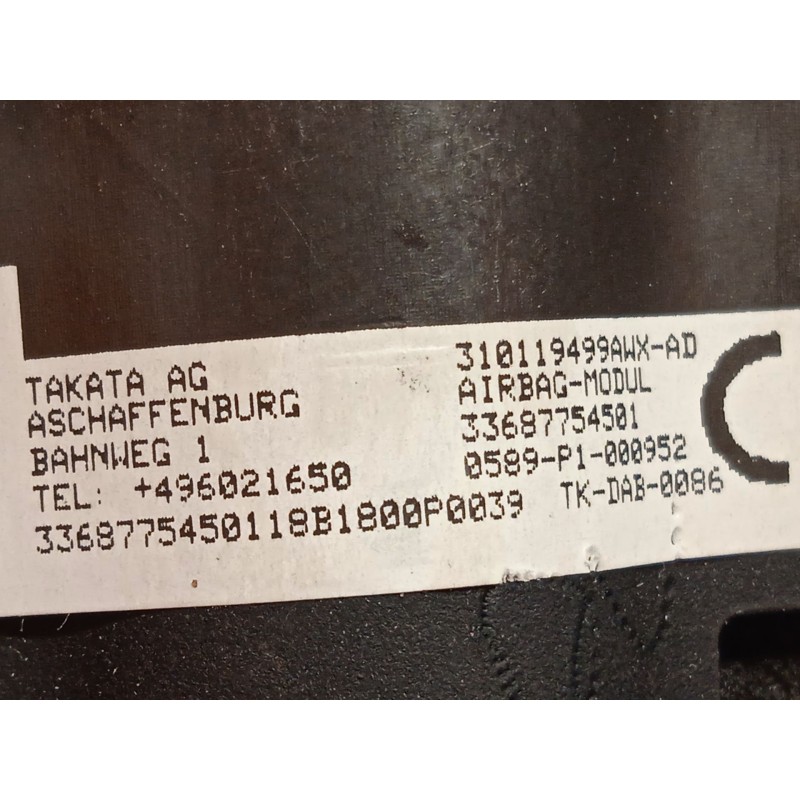 TAKATA AG
ASCHAFFENBURG
BAHNWEG 1
TEL: +496021650
3368775450118B1800P0039
310119499AWX-AD
AIRBAG-MODUL
33687754501
0589-P1-000952
TK-DAB-0086
C